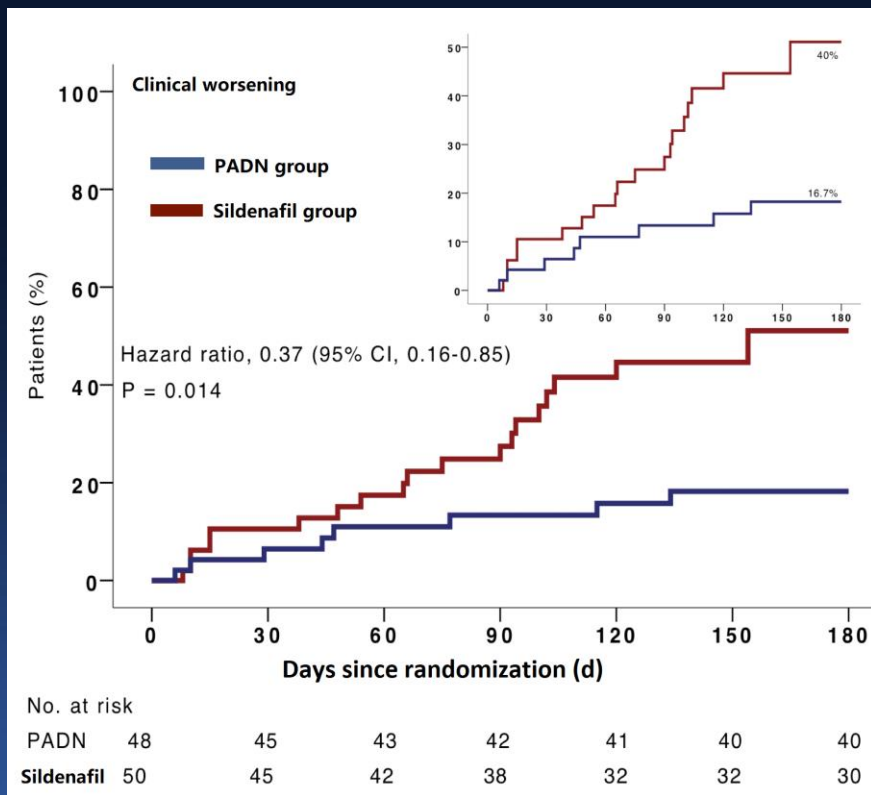 Clinical worsening
PADN group
Sildenafil group
Hazard ratio, 0.37 (95% CI, 0.16-0.85)
P = 0.014
Patients (%)
100
80
60
40
20
0
0 30 60 90 120 150 180
Days since randomization (d)
50
40
30
20
10
0
40%
16.7%
0 30 60 90 120 150 180
No. at risk
PADN 48 45 43 42 41 40 40
Sildenafil 50 45 42 38 32 32 30